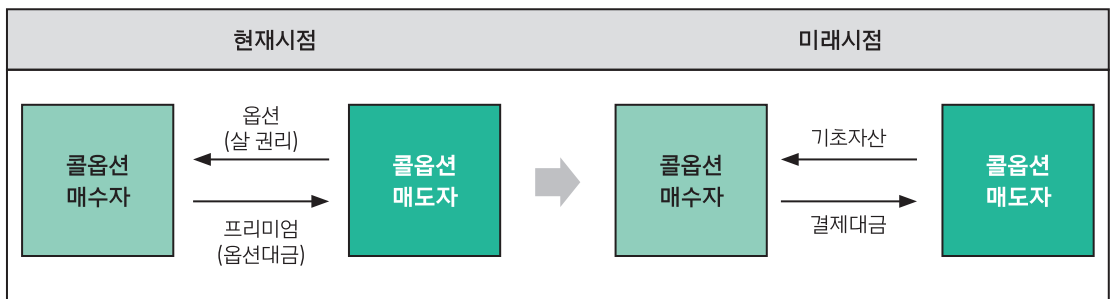 현재시점
미래시점
콜옵션
매수자
옵션
(살 권리)
프리미엄
(옵션대금)
콜옵션
매도자
콜옵션
매수자
기초자산
결제대금
콜옵션
매도자